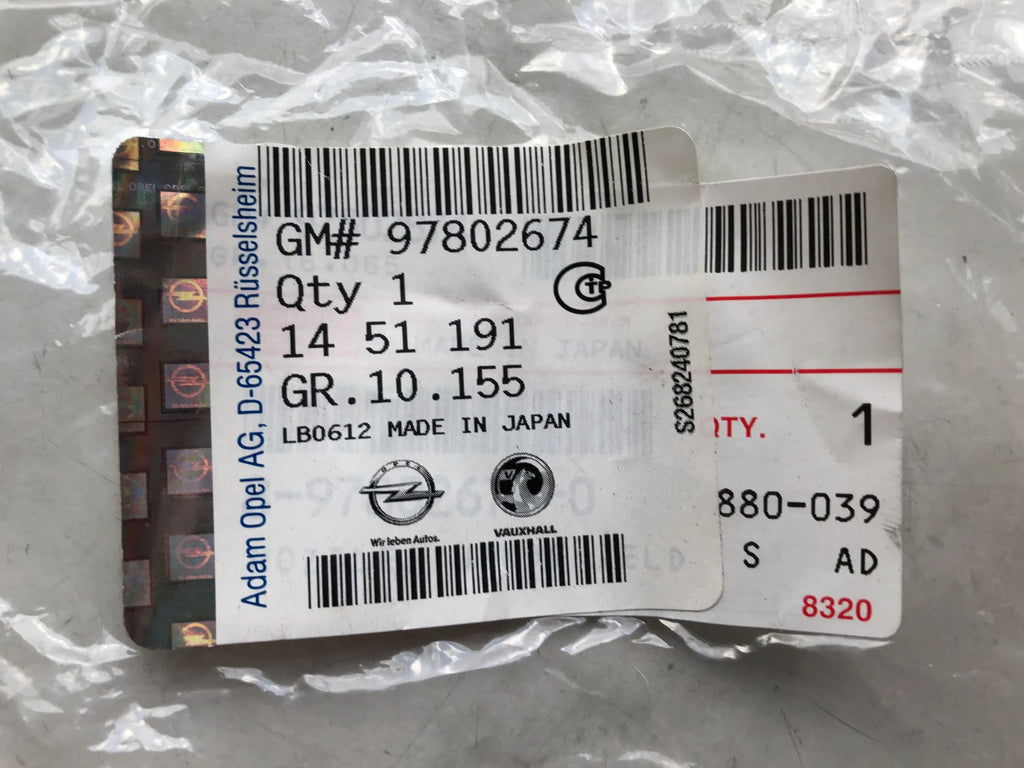 Adam Opel AG, D-65423 Rüsselsheim
GM# 97802674
Qty 1
14 51 191
GR.10.155
LB0612 MADE IN JAPAN
OPEL
Wir leben Autos.
VAUXHALL
S268240781
QTY. 1
880-039
S AD
8320